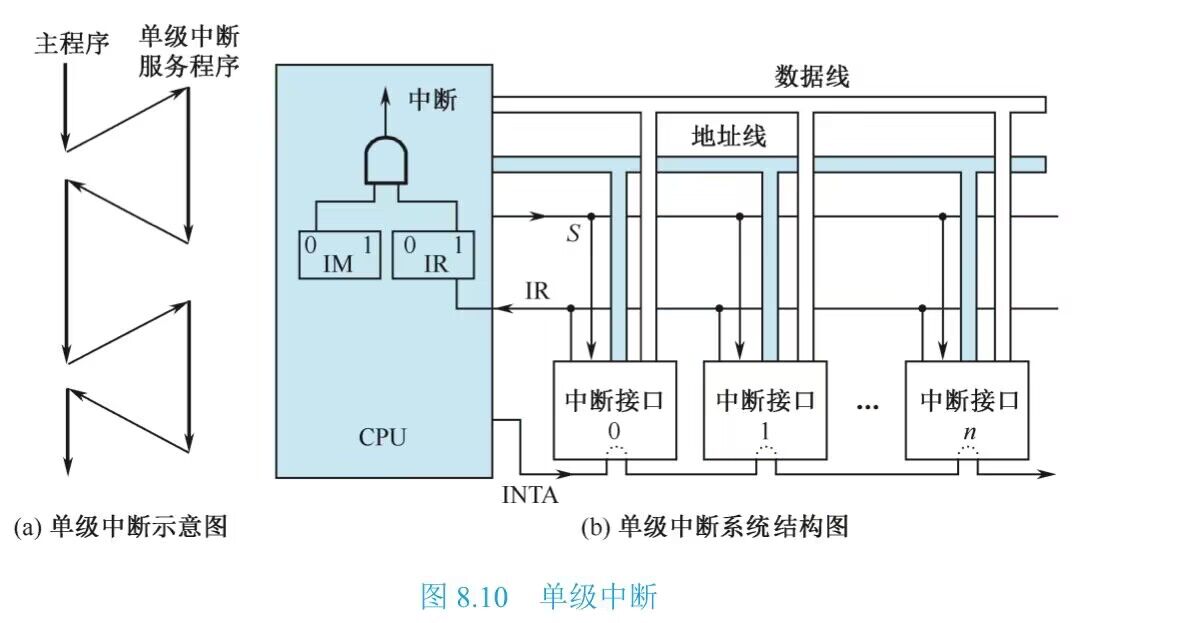 主程序
单级中断
服务程序
中断
0 1
IM
0 1
IR
CPU
数据线
地址线
S
IR
中断接口
0
中断接口
1
...
中断接口
n
INTA
(a) 单级中断示意图
(b) 单级中断系统结构图
图 8.10 单级中断